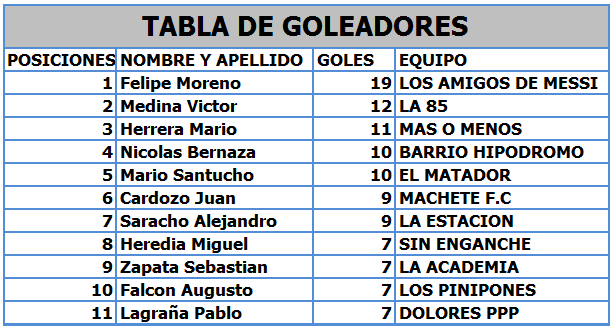 TABLA DE GOLEADORES
POSICIONES NOMBRE Y APELLIDO GOLES EQUIPO
1 Felipe Moreno 19 LOS AMIGOS DE MESSI
2 Medina Victor 12 LA 85
3 Herrera Mario 11 MAS O MENOS
4 Nicolas Bernaza 10 BARRIO HIPODROMO
5 Mario Santucho 10 EL MATADOR
6 Cardozo Juan 9 MACHETE F.C
7 Saracho Alejandro 9 LA ESTACION
8 Heredia Miguel 7 SIN ENGANCHE
9 Zapata Sebastian 7 LA ACADEMIA
10 Falcon Augusto 7 LOS PINIPONES
11 Lagraña Pablo 7 DOLORES PPP